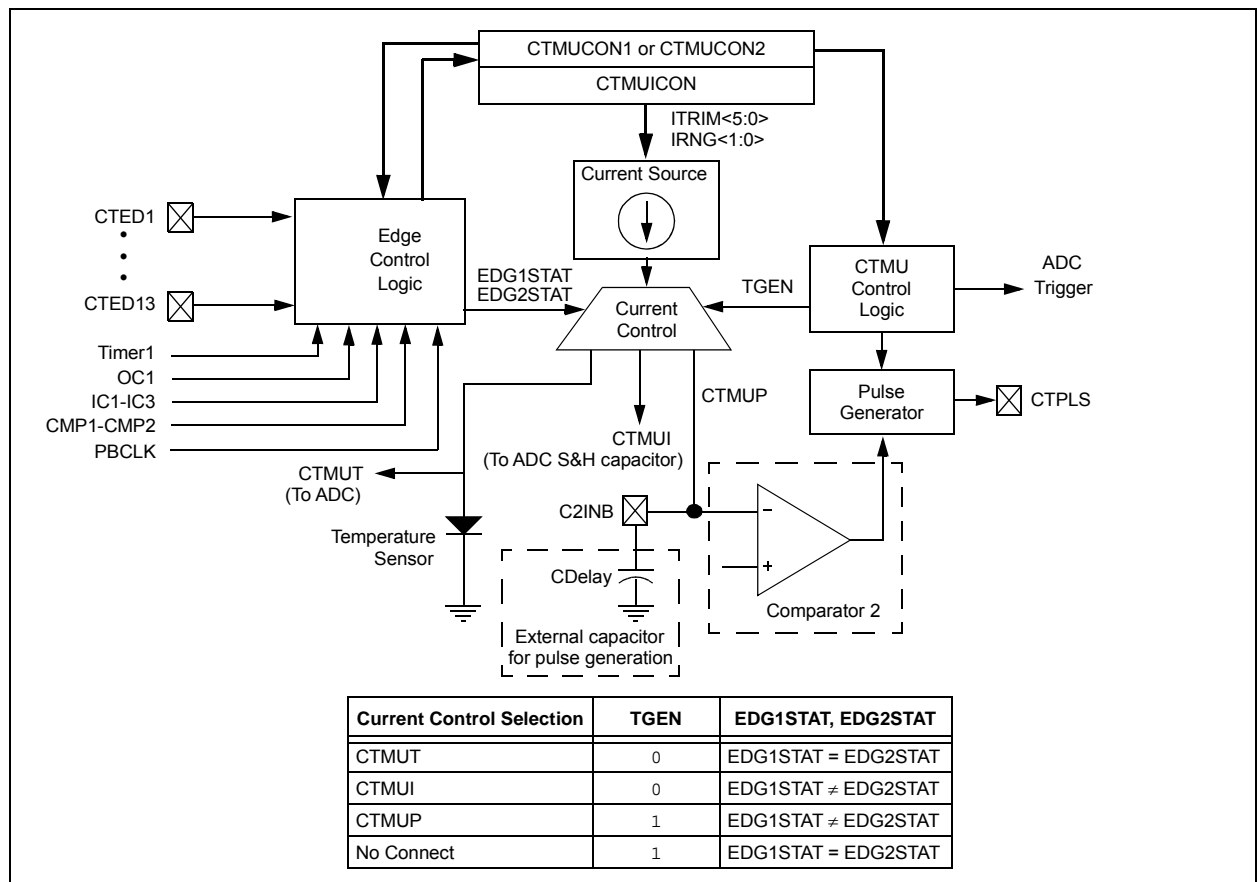 CTMUCON1 or CTMUCON2
CTMUICON
ITRIM<5:0>
IRNG<1:0>
Current Source
CTED1
CTED13
Edge
Control
Logic
EDG1STAT
EDG2STAT
Current
Control
TGEN
CTMU
Control
Logic
ADC
Trigger
Timer1
OC1
IC1-IC3
CMP1-CMP2
PBCLK
CTMUP
Pulse
Generator
CTPLS
CTMUT
(To ADC)
CTMUI
(To ADC S&H capacitor)
C2INB
Temperature
Sensor
CDelay
−
+
Comparator 2
External capacitor
for pulse generation
Current Control Selection TGEN EDG1STAT, EDG2STAT
CTMUT 0 EDG1STAT = EDG2STAT
CTMUI 0 EDG1STAT ≠ EDG2STAT
CTMUP 1 EDG1STAT ≠ EDG2STAT
No Connect 1 EDG1STAT = EDG2STAT